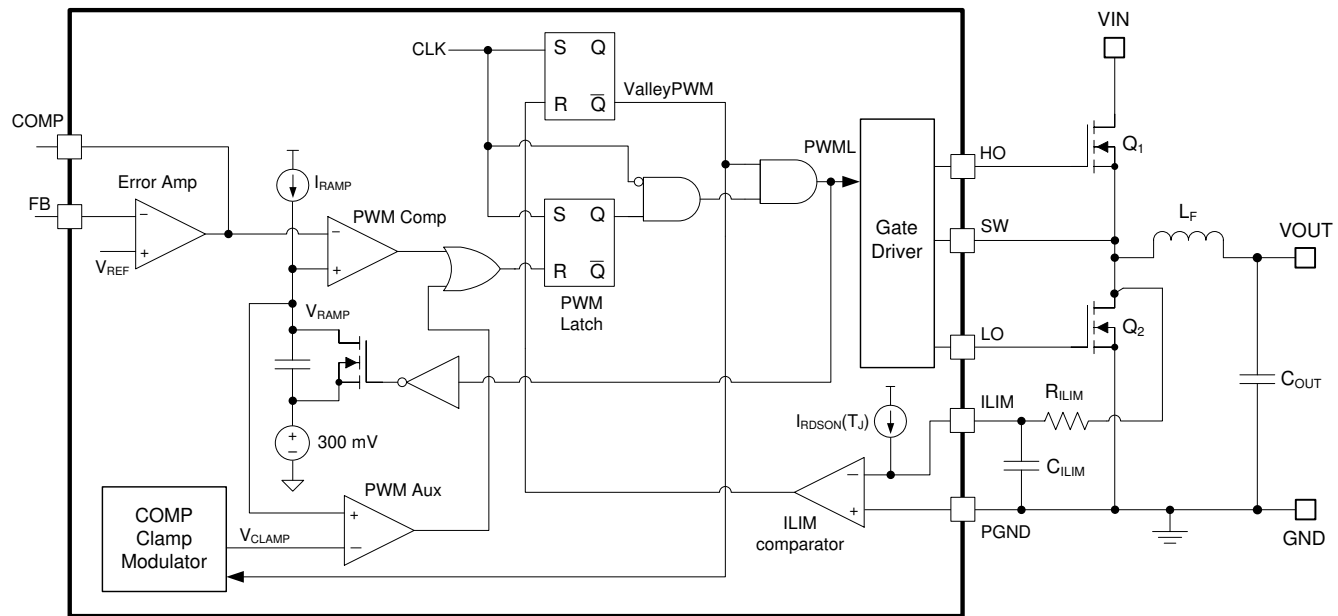 VIN
CLK
S Q
R Q̅
ValleyPWM
COMP
PWML
HO
Q1
Error Amp
IRAMP
FB
− 
+
VREF
PWM Comp
−
+
S Q
R Q̅
PWM
Latch
Gate
Driver
SW
LF
VOUT
VRAMP
LO
Q2
COUT
300 mV
+
−
IRDSON(TJ)
ILIM
RILIM
CILIM
−
+
ILIM
comparator
PGND
GND
PWM Aux
+
−
COMP
Clamp
Modulator
VCLAMP